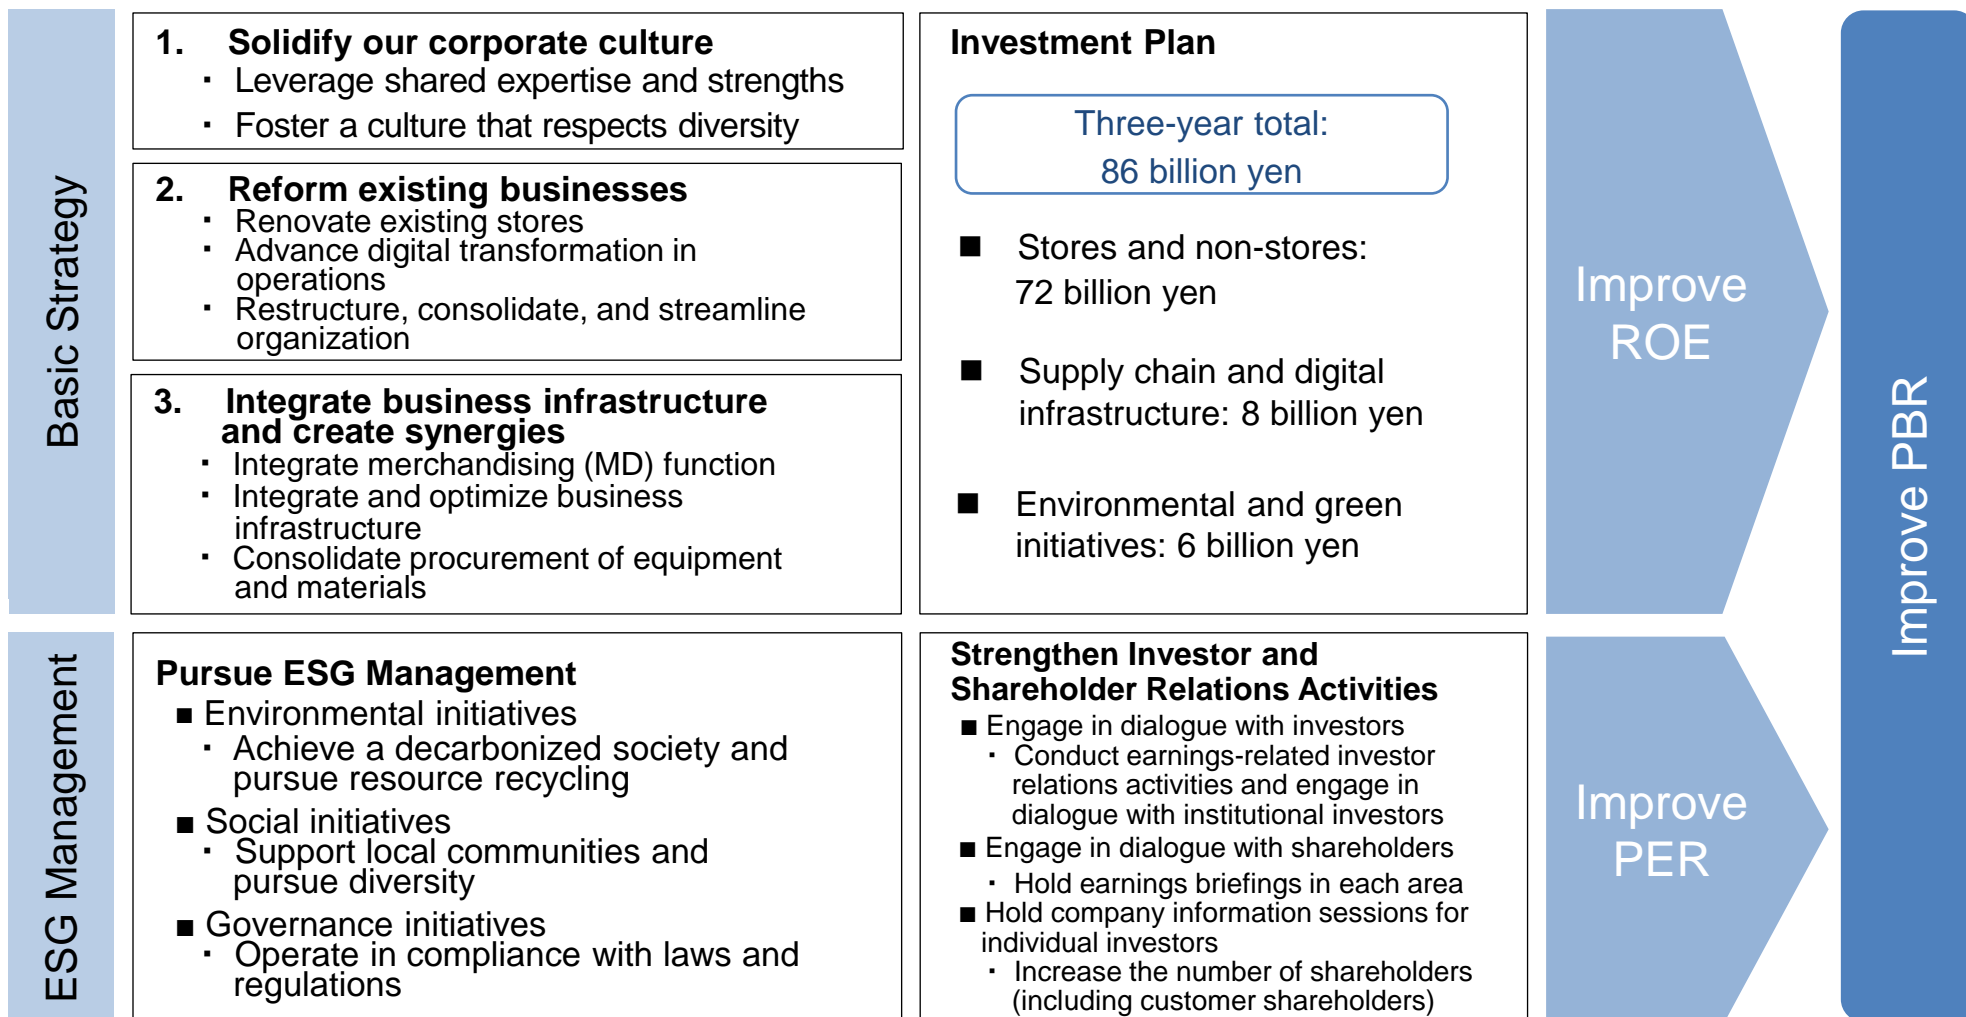 Basic Strategy
1. Solidify our corporate culture
・ Leverage shared expertise and strengths
・ Foster a culture that respects diversity
2. Reform existing businesses
・ Renovate existing stores
・ Advance digital transformation in
operations
・ Restructure, consolidate, and streamline
organization
3. Integrate business infrastructure
and create synergies
・ Integrate merchandising (MD) function
・ Integrate and optimize business
infrastructure
・ Consolidate procurement of equipment
and materials
Investment Plan
Three-year total:
86 billion yen
■ Stores and non-stores:
72 billion yen
■ Supply chain and digital
infrastructure: 8 billion yen
■ Environmental and green
initiatives: 6 billion yen
Improve
ROE
ESG Management
Pursue ESG Management
■ Environmental initiatives
・ Achieve a decarbonized society and
pursue resource recycling
■ Social initiatives
・ Support local communities and
pursue diversity
■ Governance initiatives
・ Operate in compliance with laws and
regulations
Strengthen Investor and
Shareholder Relations Activities
■ Engage in dialogue with investors
・ Conduct earnings-related investor
relations activities and engage in
dialogue with institutional investors
■ Engage in dialogue with shareholders
・ Hold earnings briefings in each area
■ Hold company information sessions for
individual investors
・ Increase the number of shareholders
(including customer shareholders)
Improve
PER
Improve PBR